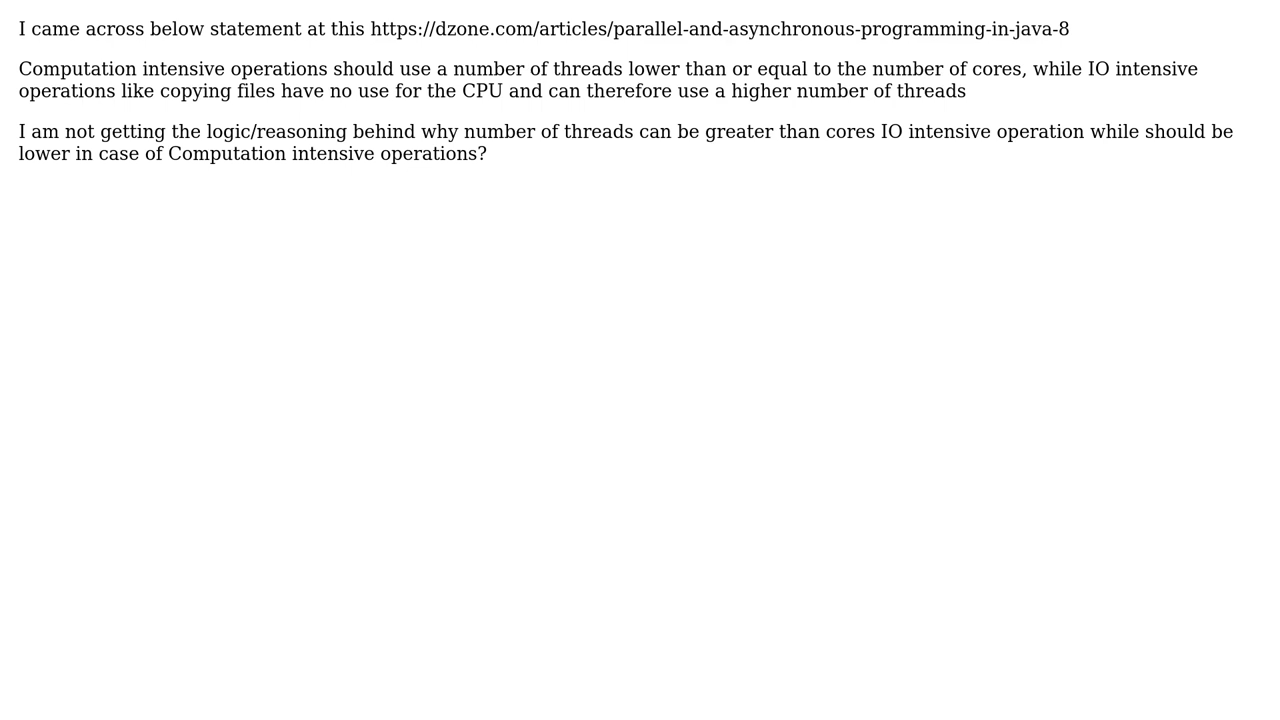 I came across below statement at this https://dzone.com/articles/parallel-and-asynchronous-programming-in-java-8
Computation intensive operations should use a number of threads lower than or equal to the number of cores, while IO intensive
operations like copying files have no use for the CPU and can therefore use a higher number of threads
I am not getting the logic/reasoning behind why number of threads can be greater than cores IO intensive operation while should be
lower in case of Computation intensive operations?